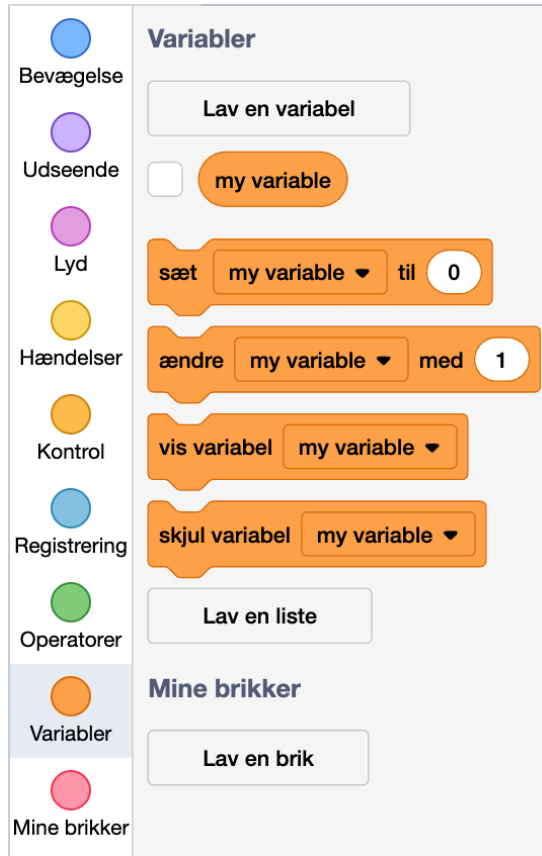 Bevægelse
Udseende
Lyd
Hændelser
Kontrol
Registrering
Operatorer
Variabler
Mine brikker
Variabler
Lav en variabel
my variable
sæt my variable til 0
ændre my variable med 1
vis variabel my variable
skjul variabel my variable
Lav en liste
Mine brikker
Lav en brik